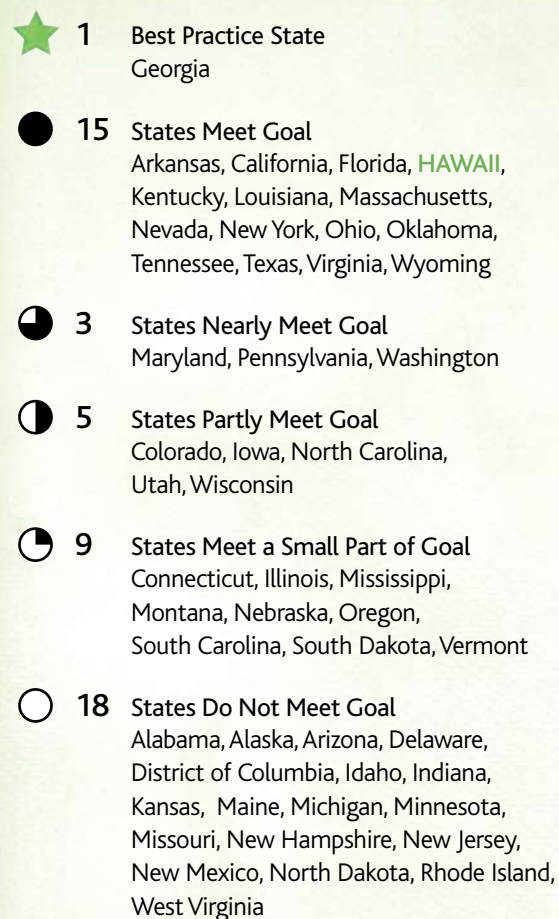 1 Best Practice State
Georgia
15 States Meet Goal
Arkansas, California, Florida, HAWAII,
Kentucky, Louisiana, Massachusetts,
Nevada, New York, Ohio, Oklahoma,
Tennessee, Texas, Virginia, Wyoming
3 States Nearly Meet Goal
Maryland, Pennsylvania, Washington
5 States Partly Meet Goal
Colorado, Iowa, North Carolina,
Utah, Wisconsin
9 States Meet a Small Part of Goal
Connecticut, Illinois, Mississippi,
Montana, Nebraska, Oregon,
South Carolina, South Dakota, Vermont
18 States Do Not Meet Goal
Alabama, Alaska, Arizona, Delaware,
District of Columbia, Idaho, Indiana,
Kansas, Maine, Michigan, Minnesota,
Missouri, New Hampshire, New Jersey,
New Mexico, North Dakota, Rhode Island,
West Virginia